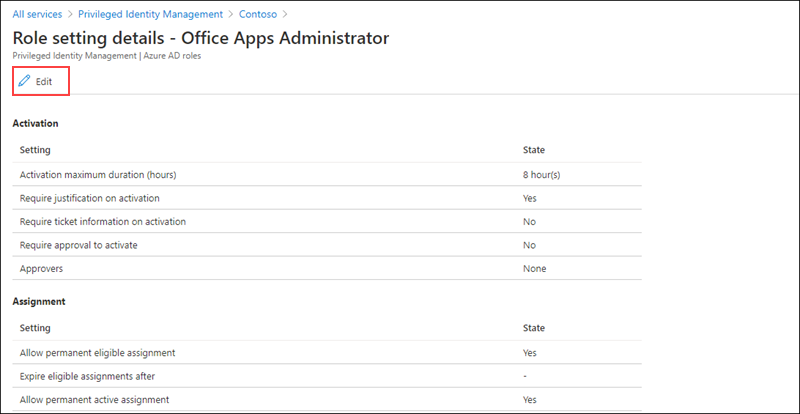 All services > Privileged Identity Management > Contoso >
Role setting details - Office Apps Administrator
Privileged Identity Management | Azure AD roles
Edit
Activation
Setting State
Activation maximum duration (hours) 8 hour(s)
Require justification on activation Yes
Require ticket information on activation No
Require approval to activate No
Approvers None
Assignment
Setting State
Allow permanent eligible assignment Yes
Expire eligible assignments after -
Allow permanent active assignment Yes